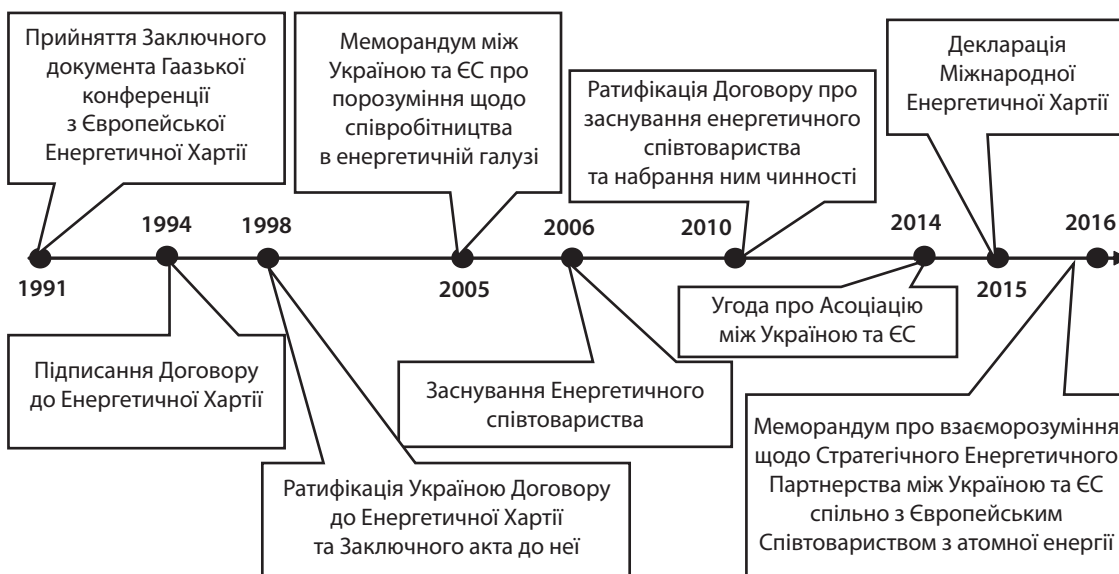 Прийняття Заключного
документа Гаазької
конференції
з Європейської
Енергетичної Хартії
Меморандум між
Україною та ЄС про
порозуміння щодо
співробітництва
в енергетичній галузі
Ратифікація Договору про
заснування енергетичного
співтовариства
та набрання ним чинності
Декларація
Міжнародної
Енергетичної Хартії
1991
1994
1998
2005
2006
2010
2014
2015
2016
Підписання Договору
до Енергетичної Хартії
Ратифікація Україною Договору
до Енергетичної Хартії
та Заключного акта до неї
Заснування Енергетичного
співтовариства
Угода про Асоціацію
між Україною та ЄС
Меморандум про взаєморозуміння
щодо Стратегічного Енергетичного
Партнерства між Україною та ЄС
спільно з Європейським
Співтовариством з атомної енергії